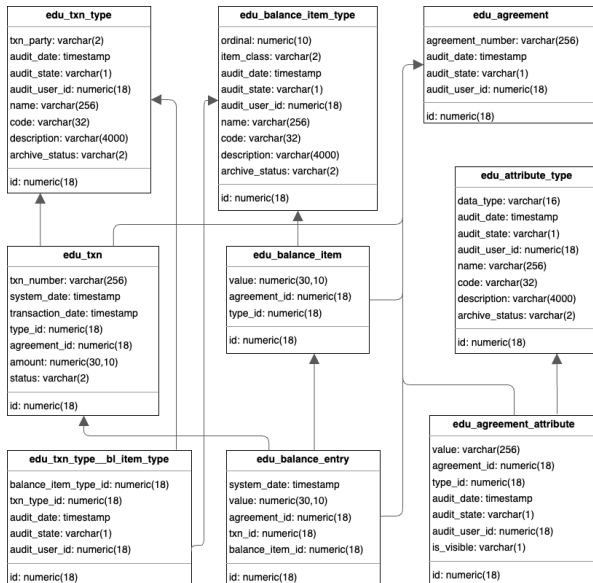 edu_txn_type
txn_party: varchar(2)
audit_date: timestamp
audit_state: varchar(1)
audit_user_id: numeric(18)
name: varchar(256)
code: varchar(32)
description: varchar(4000)
archive_status: varchar(2)
id: numeric(18)
edu_balance_item_type
ordinal: numeric(10)
item_class: varchar(2)
audit_date: timestamp
audit_state: varchar(1)
audit_user_id: numeric(18)
name: varchar(256)
code: varchar(32)
description: varchar(4000)
archive_status: varchar(2)
id: numeric(18)
edu_agreement
agreement_number: varchar(256)
audit_date: timestamp
audit_state: varchar(1)
audit_user_id: numeric(18)
id: numeric(18)
edu_attribute_type
data_type: varchar(16)
audit_date: timestamp
audit_state: varchar(1)
audit_user_id: numeric(18)
name: varchar(256)
code: varchar(32)
description: varchar(4000)
archive_status: varchar(2)
id: numeric(18)
edu_txn
txn_number: varchar(256)
system_date: timestamp
transaction_date: timestamp
type_id: numeric(18)
agreement_id: numeric(18)
amount: numeric(30,10)
status: varchar(2)
id: numeric(18)
edu_balance_item
value: numeric(30,10)
agreement_id: numeric(18)
type_id: numeric(18)
id: numeric(18)
edu_txn_type__bl_item_type
balance_item_type_id: numeric(18)
txn_type_id: numeric(18)
audit_date: timestamp
audit_state: varchar(1)
audit_user_id: numeric(18)
id: numeric(18)
edu_balance_entry
system_date: timestamp
value: numeric(30,10)
agreement_id: numeric(18)
txn_id: numeric(18)
balance_item_id: numeric(18)
id: numeric(18)
edu_agreement_attribute
value: varchar(256)
agreement_id: numeric(18)
type_id: numeric(18)
audit_date: timestamp
audit_state: varchar(1)
audit_user_id: numeric(18)
is_visible: varchar(1)
id: numeric(18)